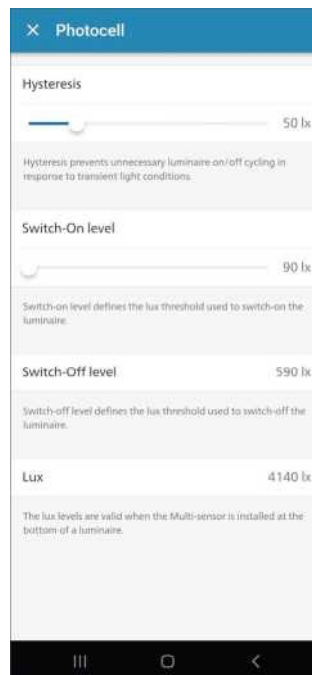 × Photocell
Hysteresis
50 lx
Hysteresis prevents unnecessary luminaire on/off cycling in
response to transient light conditions.
Switch-On level
90 lx
Switch-on level defines the lux threshold used to switch-on the
luminaire.
Switch-Off level 590 lx
Switch-off level defines the lux threshold used to switch-off the
luminaire.
Lux 4140 lx
The lux levels are valid when the Multi-sensor is installed at the
bottom of a luminaire.